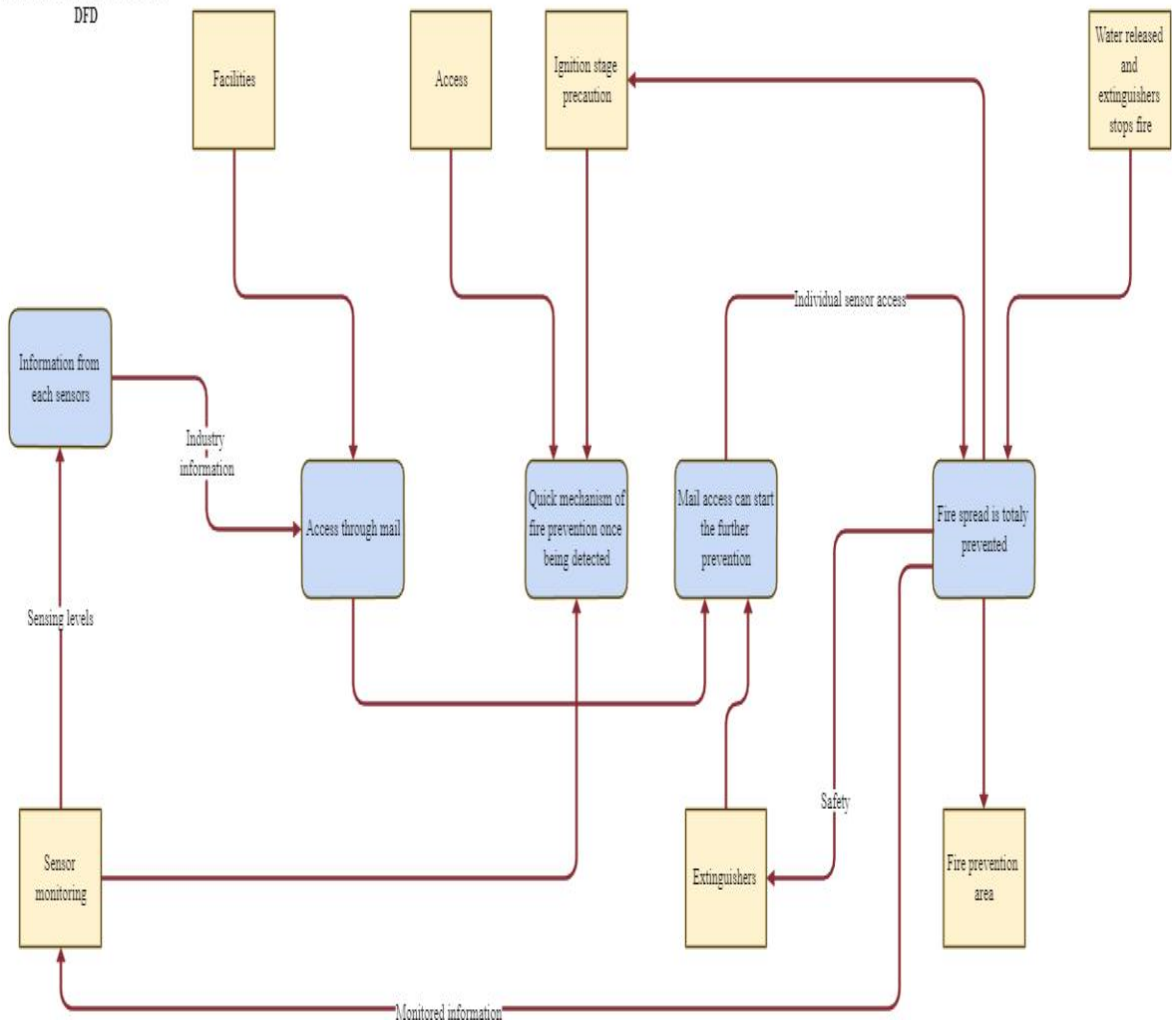 DFD
Facilities
Access
Ignition stage
precaution
Water released
and
extinguishers
stops fire
Individual sensor access
Information from
each sensors
Industry
information
Access through mail
Quick mechanism of
fire prevention once
being detected
Mail access can start
the further
prevention
Fire spread is totaly
prevented
Sensing levels
Safety
Sensor
monitoring
Extinguishers
Fire prevention
area
Monitored information